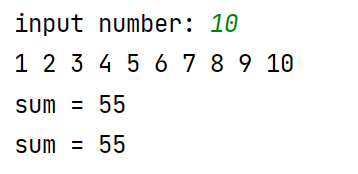 input number: 10
1 2 3 4 5 6 7 8 9 10
sum = 55
sum = 55